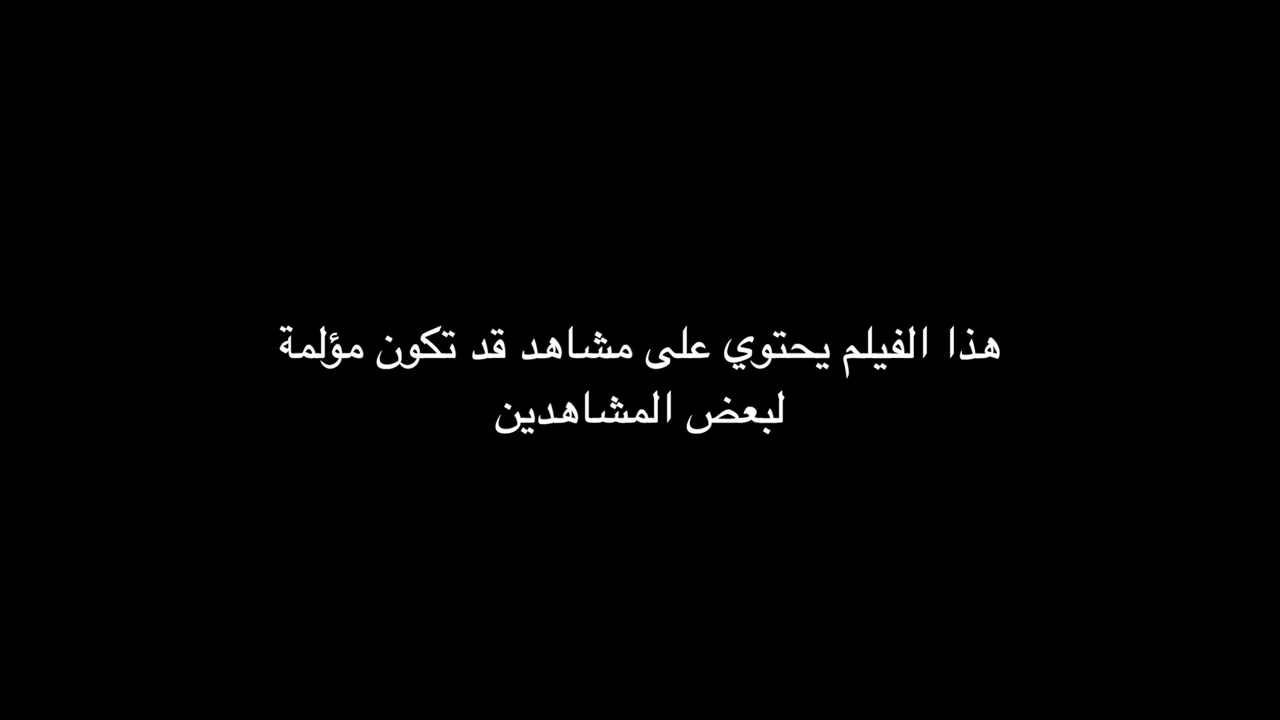 هذا الفيلم يحتوي على مشاهد قد تكون مؤلمة
لبعض المشاهدين